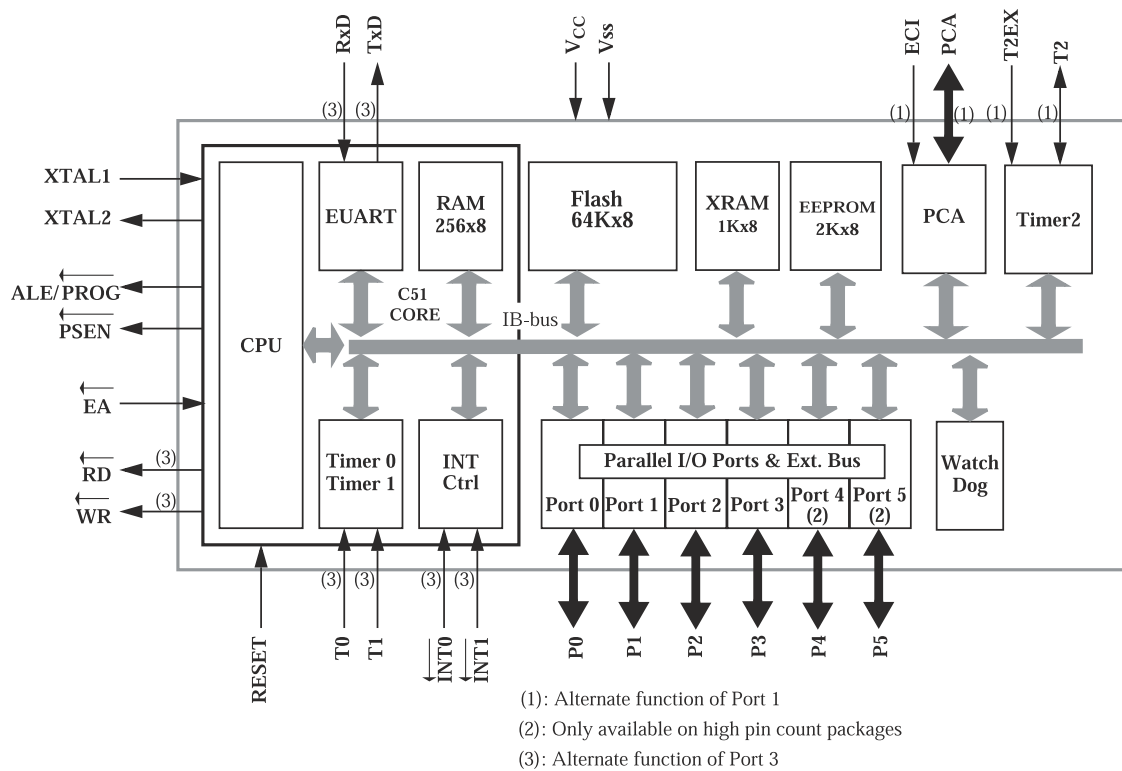 RxD
TxD
VCC
Vss
ECI
PCA
T2EX
T2
(3)
(3)
(1)
(1)
(1)
(1)
XTAL1
XTAL2
ALE/PROG
PSEN
EA
(3)
RD
(3)
WR
CPU
EUART
RAM
256x8
Flash
64Kx8
XRAM
1Kx8
EEPROM
2Kx8
PCA
Timer2
C51
CORE
IB-bus
Timer 0
Timer 1
INT
Ctrl
Parallel I/O Ports & Ext. Bus
Port 0
Port 1
Port 2
Port 3
Port 4
(2)
Port 5
(2)
Watch
Dog
(3)
(3)
(3)
(3)
RESET
T0
T1
INT0
INT1
P0
P1
P2
P3
P4
P5
(1): Alternate function of Port 1
(2): Only available on high pin count packages
(3): Alternate function of Port 3